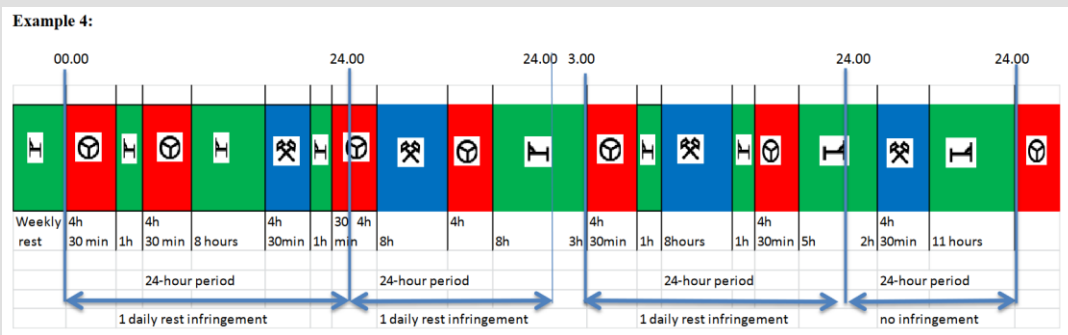 Example 4:
00.00 24.00 24.00 3.00 24.00 24.00
Weekly 4h 4h 4h 30 4h 4h 4h 4h 4h
rest 30 min 1h 30 min 8 hours 30min 1h min 8h 8h 3h 30min 1h 8hours 1h 30min 5h 2h 30min 11 hours
24-hour period 24-hour period 24-hour period 24-hour period
1 daily rest infringement 1 daily rest infringement 1 daily rest infringement no infringement